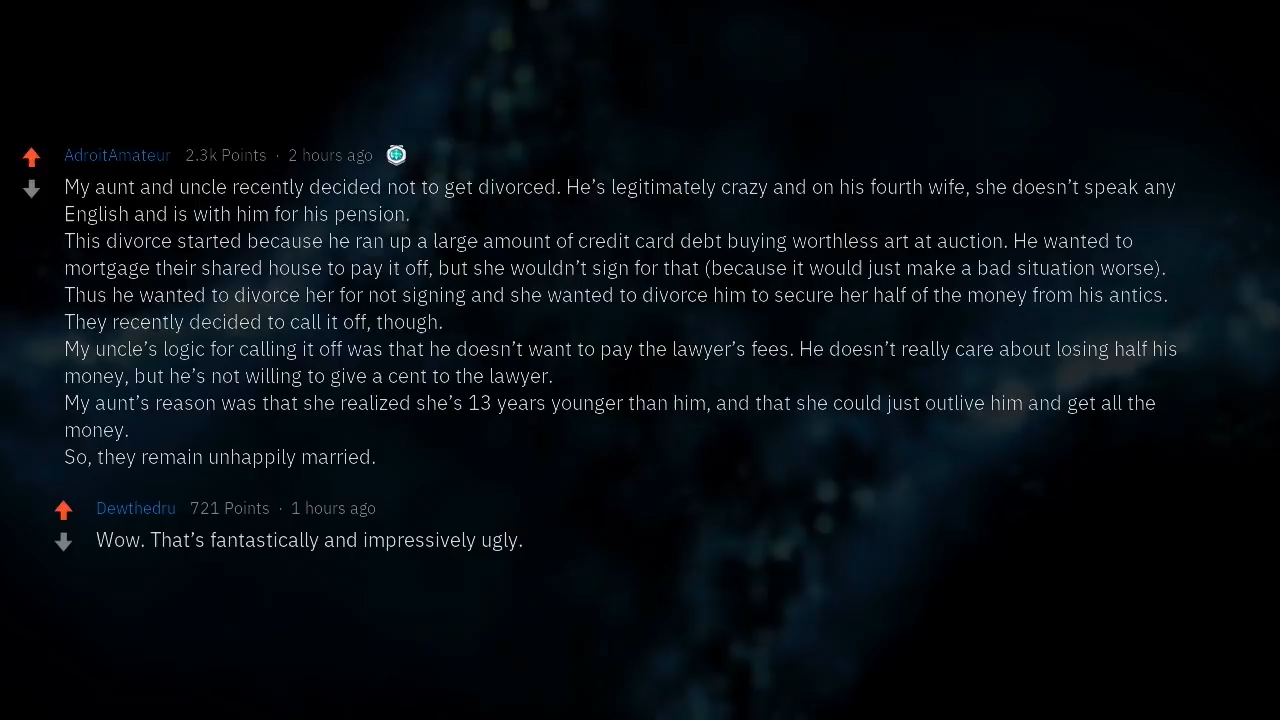 AdroitAmateur 2.3k Points · 2 hours ago
My aunt and uncle recently decided not to get divorced. He’s legitimately crazy and on his fourth wife, she doesn’t speak any
English and is with him for his pension.
This divorce started because he ran up a large amount of credit card debt buying worthless art at auction. He wanted to
mortgage their shared house to pay it off, but she wouldn’t sign for that (because it would just make a bad situation worse).
Thus he wanted to divorce her for not signing and she wanted to divorce him to secure her half of the money from his antics.
They recently decided to call it off, though.
My uncle’s logic for calling it off was that he doesn’t want to pay the lawyer’s fees. He doesn’t really care about losing half his
money, but he’s not willing to give a cent to the lawyer.
My aunt’s reason was that she realized she’s 13 years younger than him, and that she could just outlive him and get all the
money.
So, they remain unhappily married.
Dewthedru 721 Points · 1 hours ago
Wow. That’s fantastically and impressively ugly.